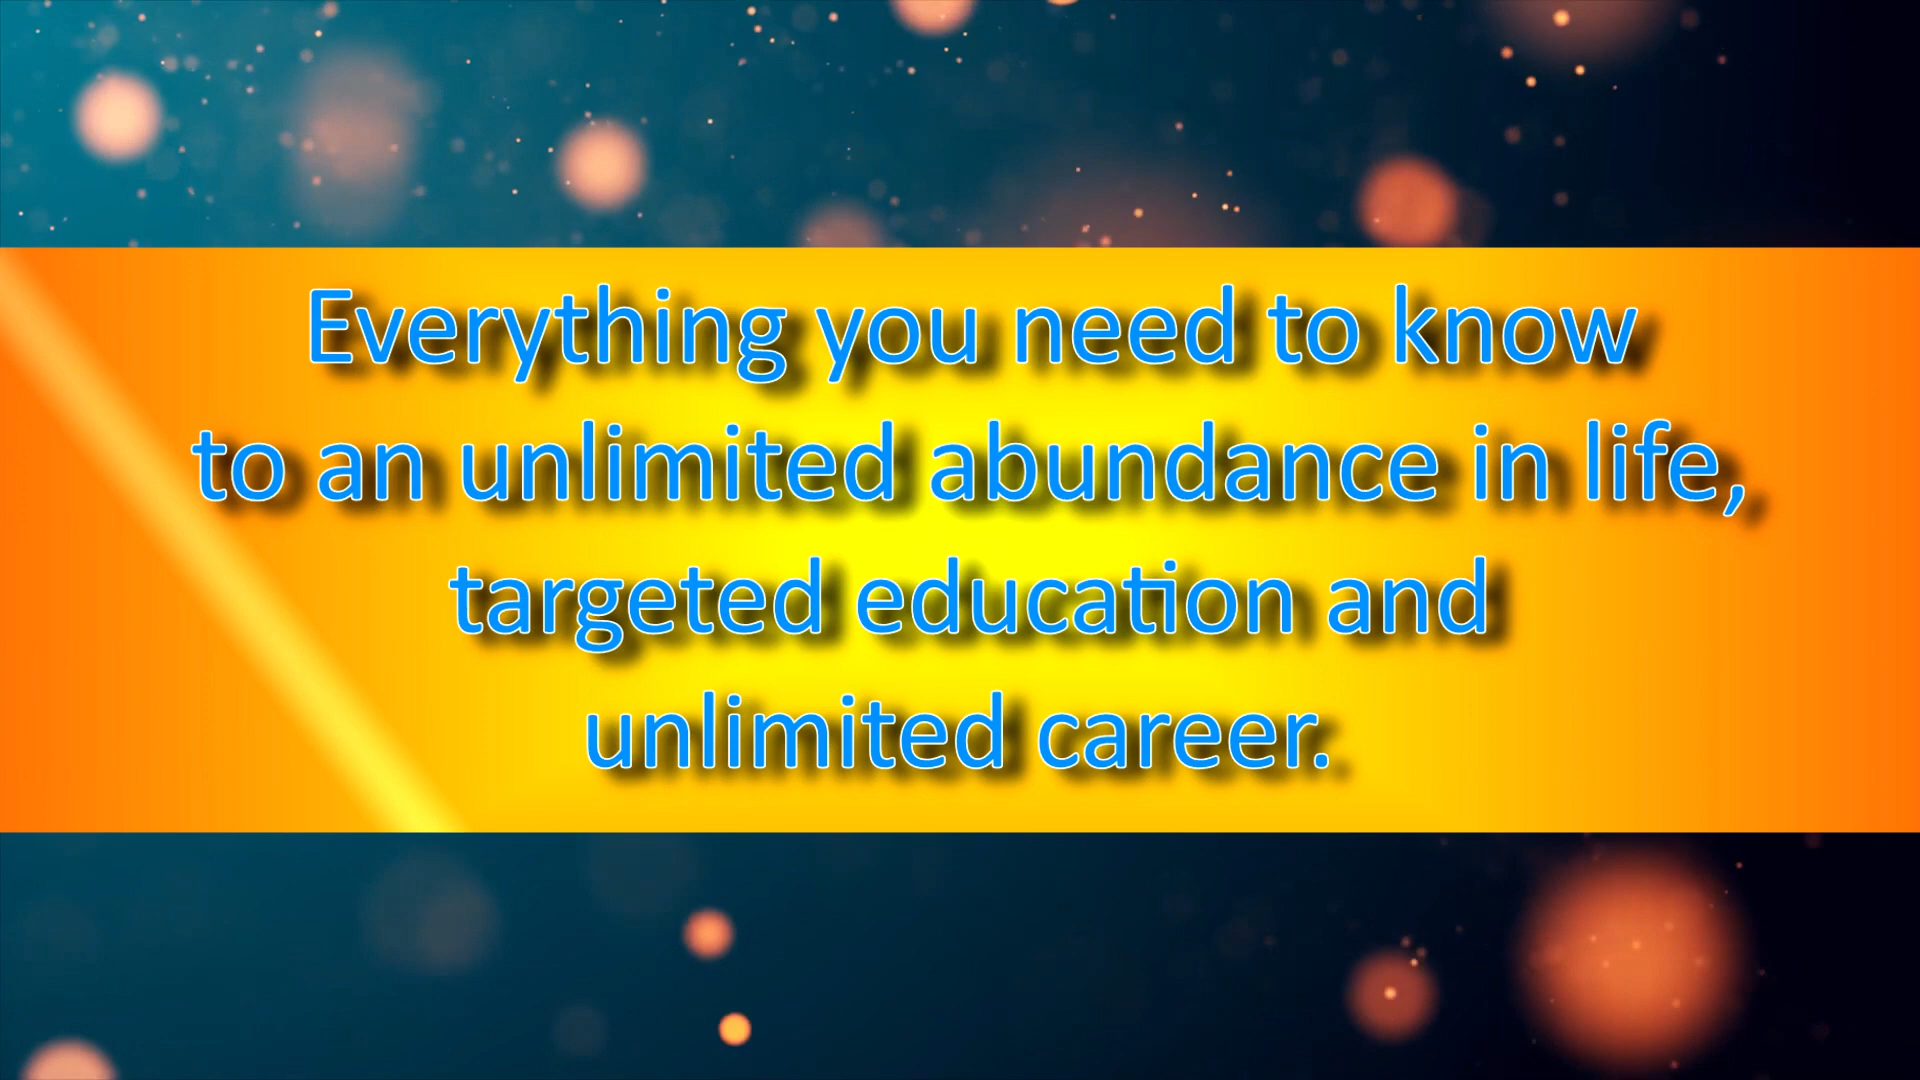 Everything you need to know
to an unlimited abundance in life,
targeted education and
unlimited career.